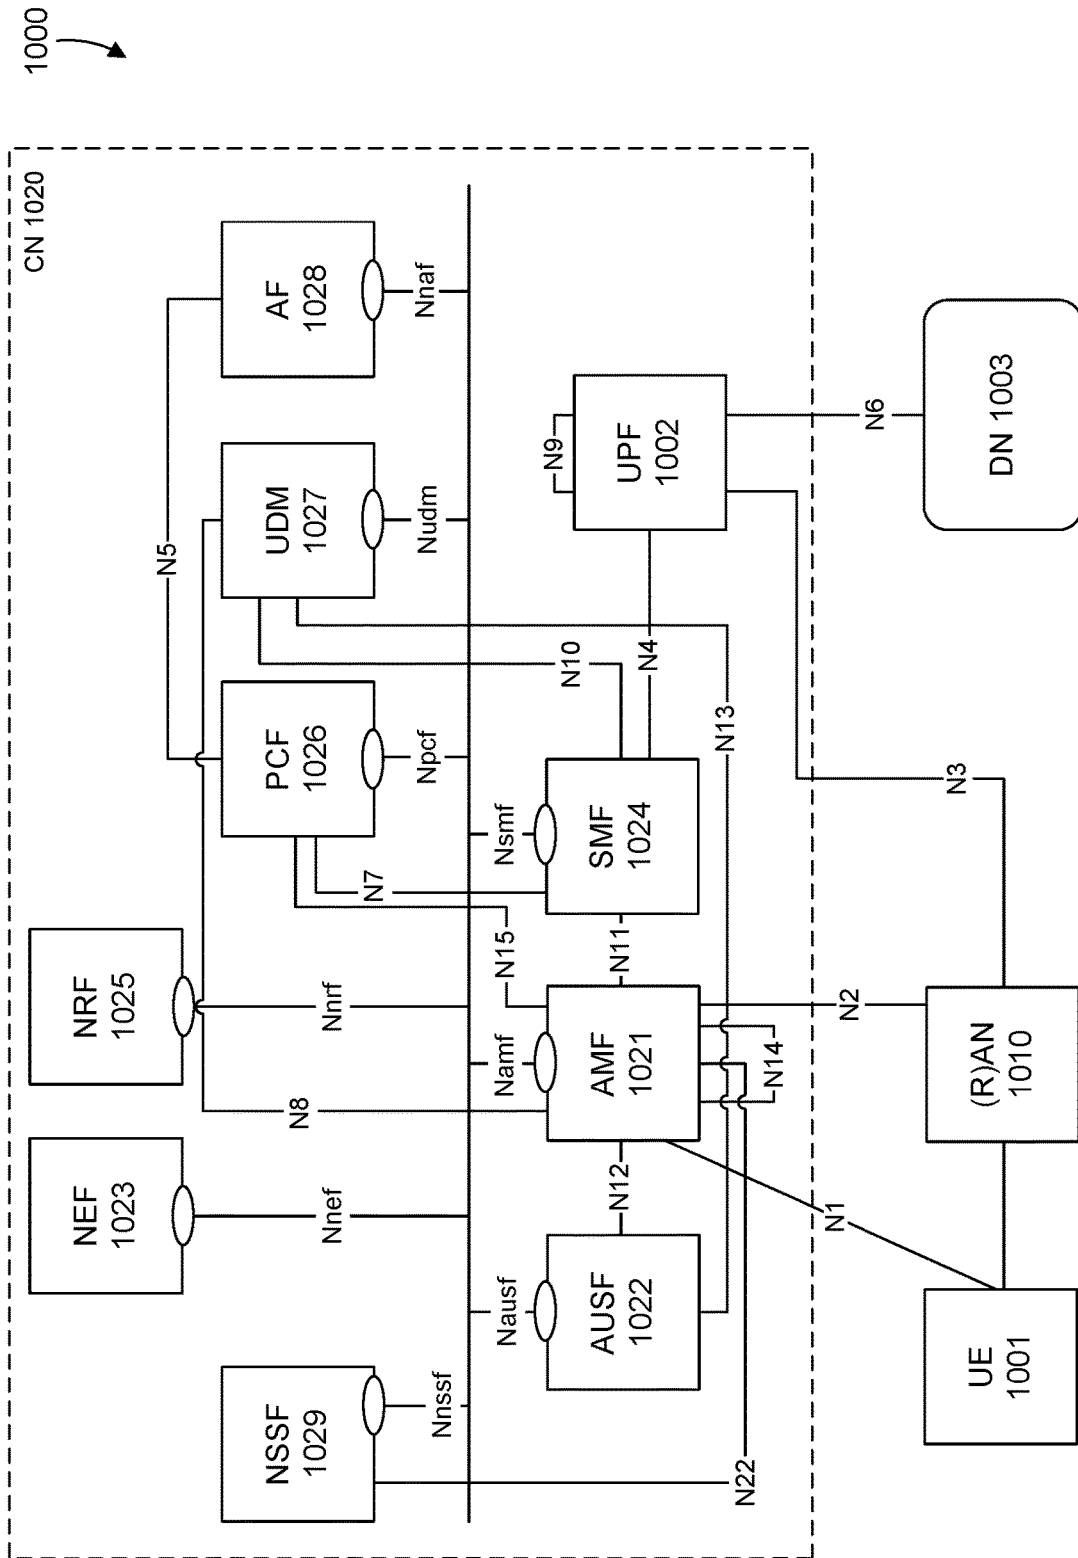 1000
CN 1020
NSSF
1029
NEF
1023
NRF
1025
PCF
1026
UDM
1027
AF
1028
N5
N8
Nnssf
Nnef
Nnrf
Npcf
Nudm
Nnaf
N7
N15
N10
Nausf
Namf
Nsmf
AUSF
1022
N12
AMF
1021
N11
SMF
1024
N4
UPF
1002
N9
N22
N14
N13
N1
N2
N3
N6
UE
1001
(R)AN
1010
DN 1003